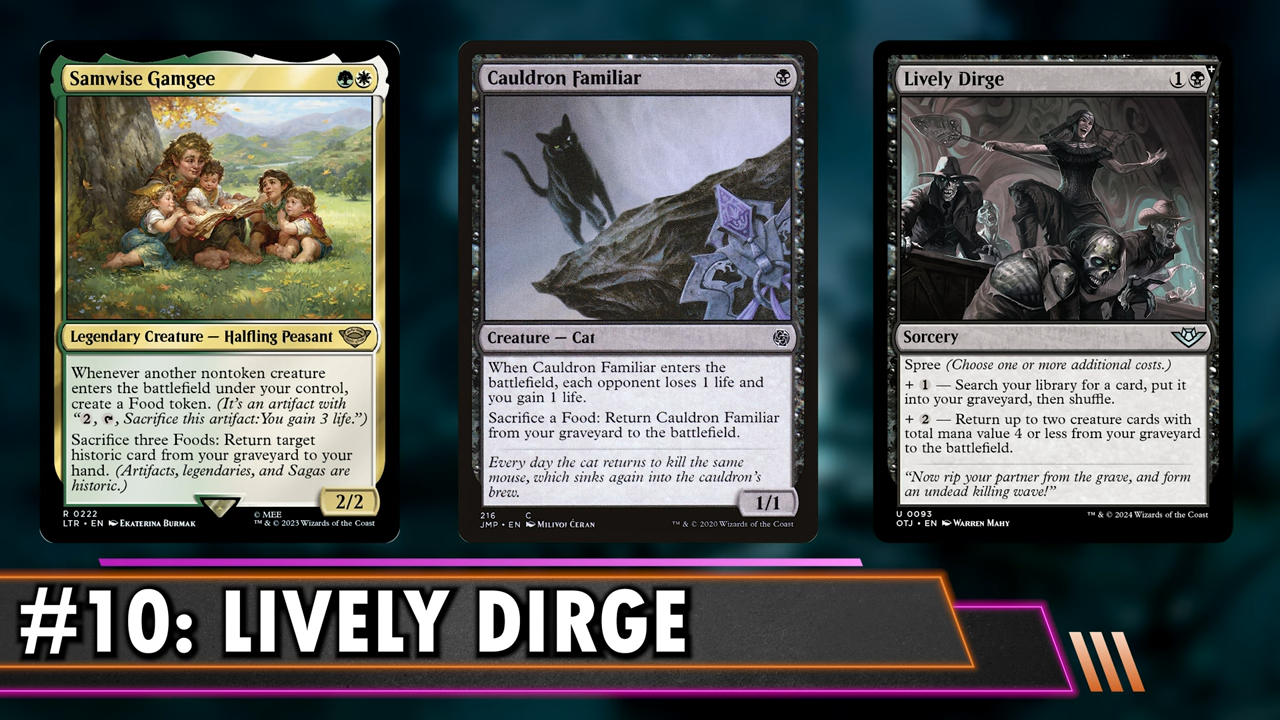 Samwise Gamgee
Legendary Creature — Halfling Peasant
Whenever another nontoken creature
enters the battlefield under your control,
create a Food token. (It's an artifact with
“2, , Sacrifice this artifact: You gain 3 life.”)
Sacrifice three Foods: Return target
historic card from your graveyard to your
hand. (Artifacts, legendaries, and Sagas are
historic.)
2/2
R 0222
LTR • EN Ekaterina Burmak
© MEE
™ & © 2023 Wizards of the Coast
Cauldron Familiar
Creature — Cat
When Cauldron Familiar enters the
battlefield, each opponent loses 1 life and
you gain 1 life.
Sacrifice a Food: Return Cauldron Familiar
from your graveyard to the battlefield.
Every day the cat returns to kill the same
mouse, which sinks again into the cauldron's
brew.
1/1
216 C
JMP • EN Milivoj Ćeran
™ & © 2020 Wizards of the Coast
Lively Dirge
1
Sorcery
Spree (Choose one or more additional costs.)
+ 1 — Search your library for a card, put it
into your graveyard, then shuffle.
+ 2 — Return up to two creature cards with
total mana value 4 or less from your graveyard
to the battlefield.
“Now rip your partner from the grave, and form
an undead killing wave!”
U 0093
OTJ • EN Warren Mahy
™ & © 2024 Wizards of the Coast
#10: LIVELY DIRGE